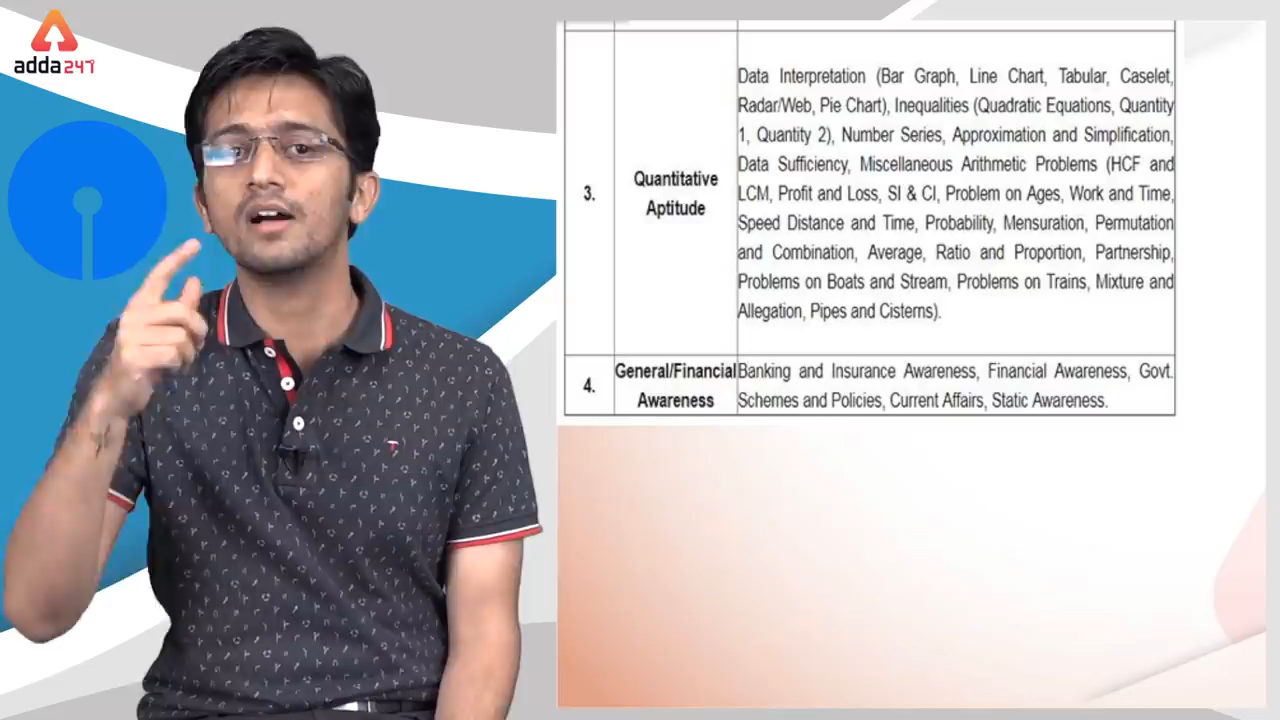 adda247
3.
Quantitative
Aptitude
Data Interpretation (Bar Graph, Line Chart, Tabular, Caselet,
Radar/Web, Pie Chart), Inequalities (Quadratic Equations, Quantity
1, Quantity 2), Number Series, Approximation and Simplification,
Data Sufficiency, Miscellaneous Arithmetic Problems (HCF and
LCM, Profit and Loss, SI & CI, Problem on Ages, Work and Time,
Speed Distance and Time, Probability, Mensuration, Permutation
and Combination, Average, Ratio and Proportion, Partnership,
Problems on Boats and Stream, Problems on Trains, Mixture and
Allegation, Pipes and Cisterns).
4.
General/Financial
Awareness
Banking and Insurance Awareness, Financial Awareness, Govt.
Schemes and Policies, Current Affairs, Static Awareness.